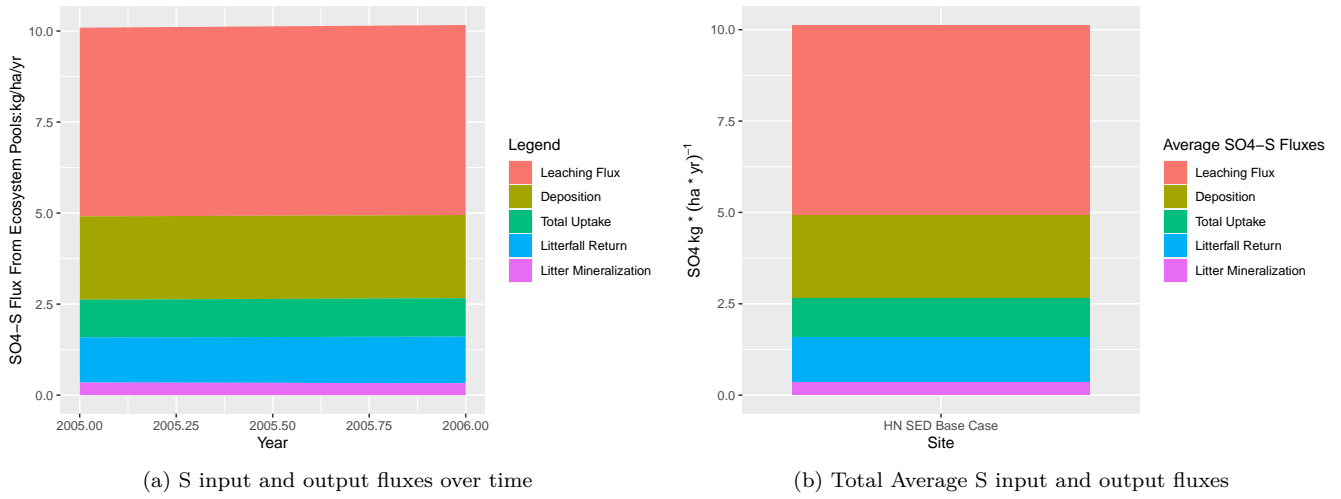 SO4−S Flux From Ecosystem Pools:kg/ha/yr
10.0
7.5
5.0
2.5
0.0
2005.00 2005.25 2005.50 2005.75 2006.00
Year
Legend
Leaching Flux
Deposition
Total Uptake
Litterfall Return
Litter Mineralization
(a) S input and output fluxes over time
SO4 kg * (ha * yr)⁻¹
10.0
7.5
5.0
2.5
0.0
HN SED Base Case
Site
Average SO4−S Fluxes
Leaching Flux
Deposition
Total Uptake
Litterfall Return
Litter Mineralization
(b) Total Average S input and output fluxes